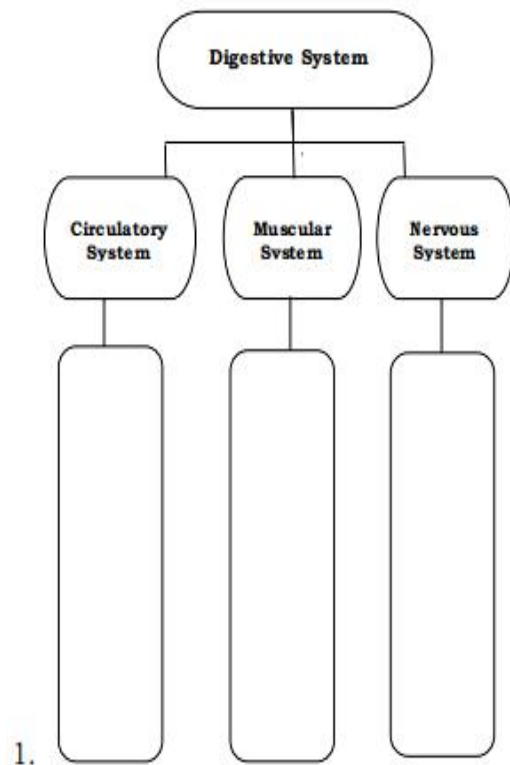 Digestive System
Circulatory
System
Muscular
Svstem
Nervous
System
1.